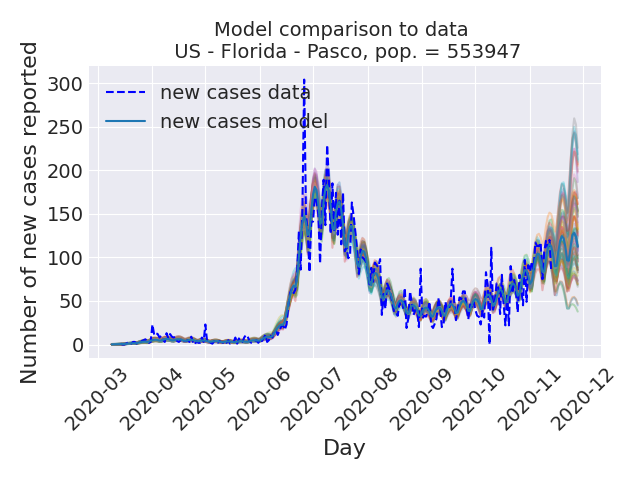 Model comparison to data
US - Florida - Pasco, pop. = 553947
Number of new cases reported
300
250
200
150
100
50
0
new cases data
new cases model
2020-03
2020-04
2020-05
2020-06
2020-07
2020-08
2020-09
2020-10
2020-11
2020-12
Day